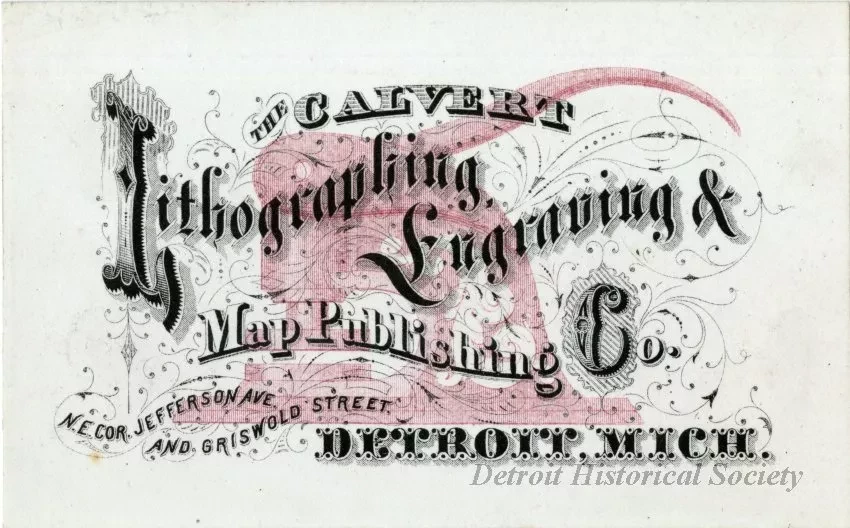 THE CALVERT
Lithographing,
Engraving &
Map Publishing Co.
N.E. COR. JEFFERSON AVE.
AND GRISWOLD STREET.
DETROIT, MICH.
Detroit Historical Society